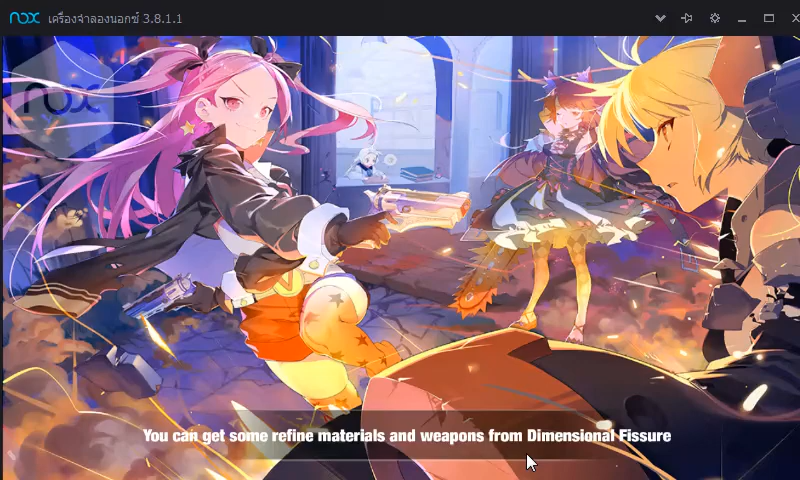 nox เครื่องจำลองนอกซ์ 3.8.1.1
nox
You can get some refine materials and weapons from Dimensional Fissure